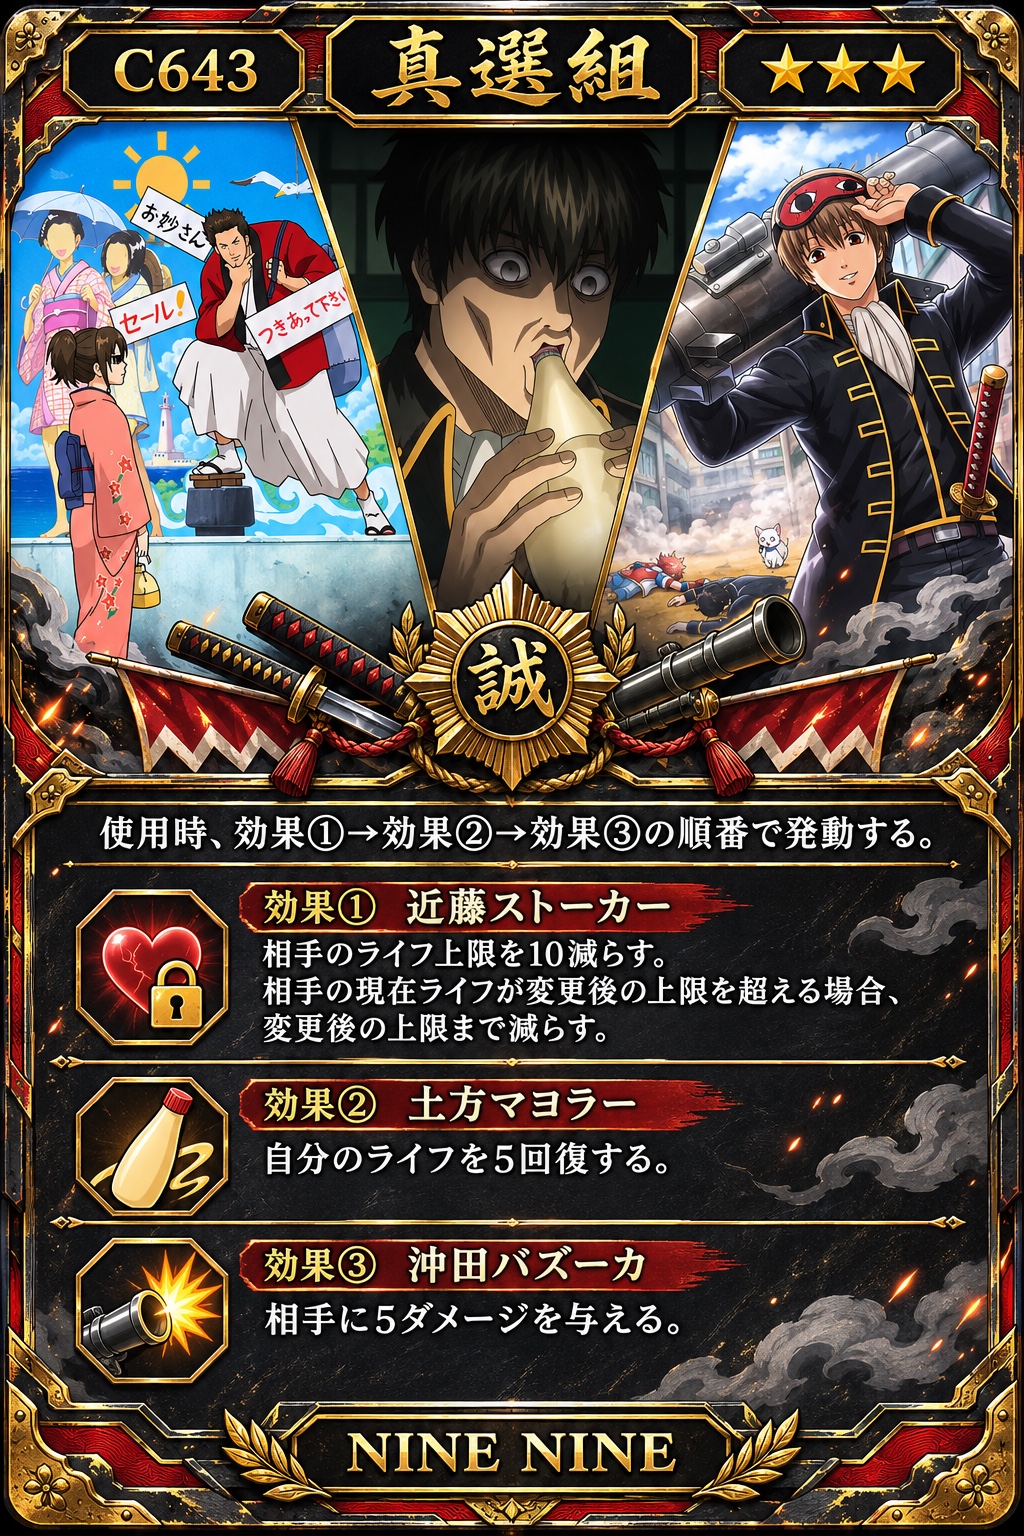 C643
真選組
★★★
お妙さん
セール!
つきあって下さい
誠
使用時、効果①→効果②→効果③の順番で発動する。
効果① 近藤ストーカー
相手のライフ上限を10減らす。
相手の現在ライフが変更後の上限を超える場合、
変更後の上限まで減らす。
効果② 土方マヨラー
自分のライフを5回復する。
効果③ 沖田バズーカ
相手に5ダメージを与える。
NINE NINE